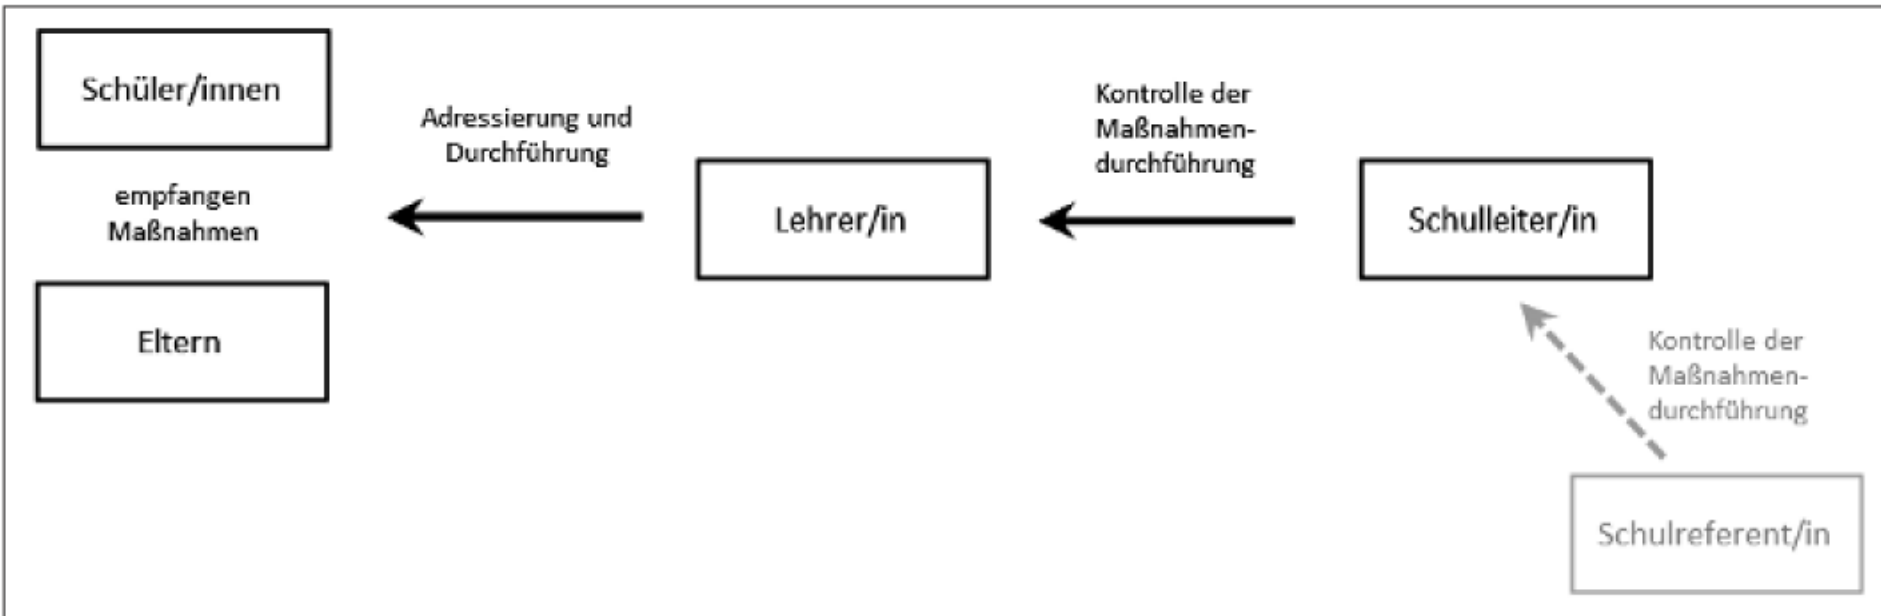 Schüler/innen
empfangen
Maßnahmen
Eltern
Adressierung und
Durchführung
Lehrer/in
Kontrolle der
Maßnahmen-
durchführung
Schulleiter/in
Kontrolle der
Maßnahmen-
durchführung
Schulreferent/in